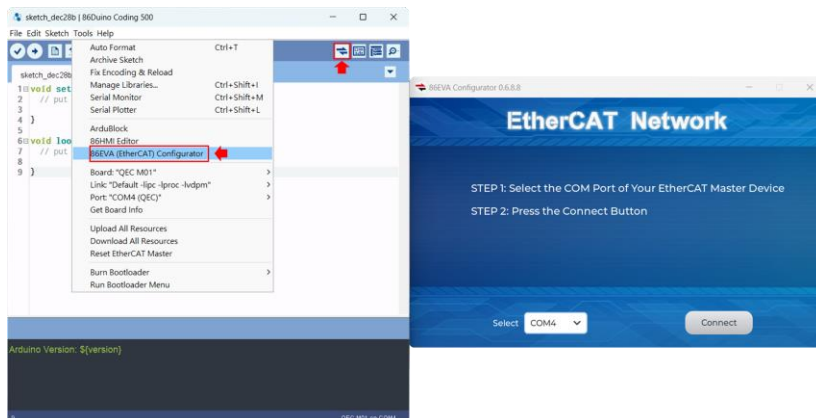 sketch_dec28b | 86Duino Coding 500
File Edit Sketch Tools Help
sketch_dec28b
1 void set
2 // put
3
4 }
5
6 void loo
7 // put
8
9 }
Auto Format Ctrl+T
Archive Sketch
Fix Encoding & Reload
Manage Libraries... Ctrl+Shift+I
Serial Monitor Ctrl+Shift+M
Serial Plotter Ctrl+Shift+L
ArduBlock
86HMI Editor
86EVA (EtherCAT) Configurator
Board: "QEC M01"
Link: "Default -lipc -lproc -lvdpm"
Port: "COM4 (QEC)"
Get Board Info
Upload All Resources
Download All Resources
Reset EtherCAT Master
Burn Bootloader
Run Bootloader Menu
Arduino Version: ${version}
9
QEC M01 on COM4
86EVA Configurator 0.6.8.8
EtherCAT Network
STEP 1: Select the COM Port of Your EtherCAT Master Device
STEP 2: Press the Connect Button
Select COM4 Connect